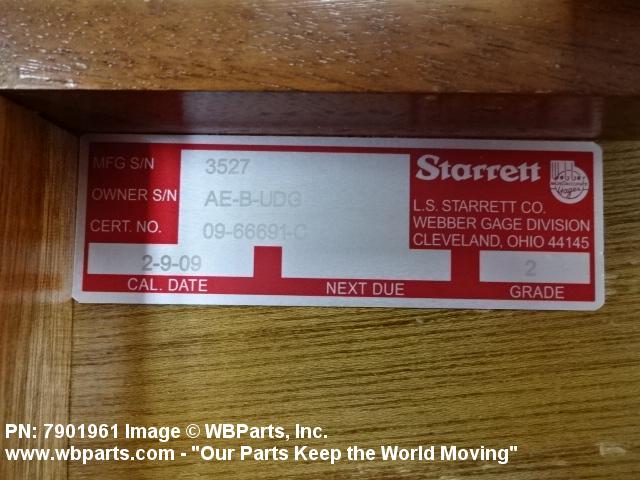 MFG S/N 3527
OWNER S/N AE-B-UDG
CERT. NO. 09-66691-C
2-9-09
CAL. DATE
NEXT DUE
Starrett
Webber
Gages
L.S. STARRETT CO.
WEBBER GAGE DIVISION
CLEVELAND, OHIO 44145
2
GRADE
PN: 7901961 Image © WBParts, Inc.
www.wbparts.com - "Our Parts Keep the World Moving"